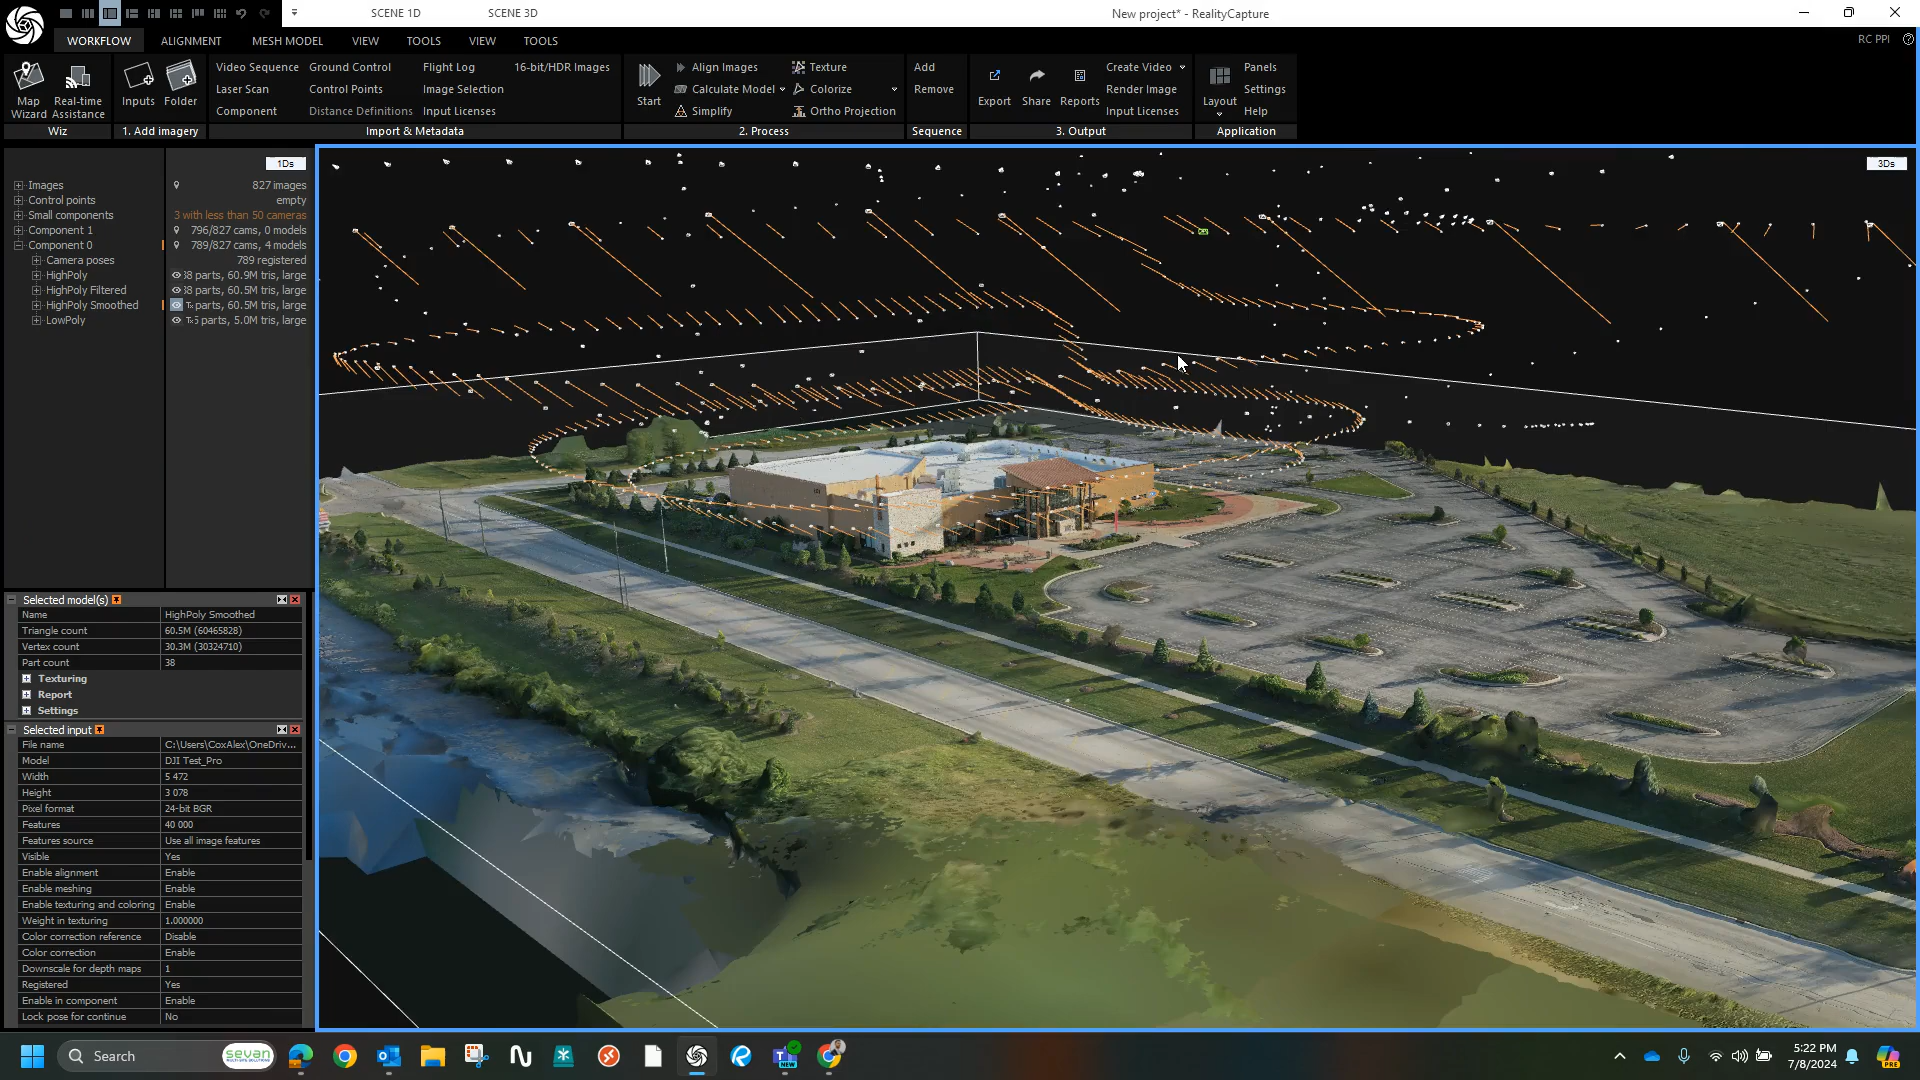 SCENE 1D
SCENE 3D
New project* - RealityCapture
WORKFLOW
ALIGNMENT
MESH MODEL
VIEW
TOOLS
VIEW
TOOLS
RC PPI
Map Wizard
Real-time Assistance
Wiz
Inputs
Folder
1. Add imagery
Video Sequence
Ground Control
Flight Log
16-bit/HDR Images
Laser Scan
Control Points
Image Selection
Component
Distance Definitions
Input Licenses
Import & Metadata
Start
Align Images
Texture
Calculate Model
Colorize
Simplify
Ortho Projection
2. Process
Add
Remove
Sequence
Export
Share
Reports
Create Video
Render Image
Input Licenses
3. Output
Layout
Panels
Settings
Help
Application
1Ds
3Ds
Images 827 images
Control points empty
Small components 3 with less than 50 cameras
Component 1 796/827 cams, 0 models
Component 0 789/827 cams, 4 models
Camera poses 789 registered
HighPoly 38 parts, 60.9M tris, large
HighPoly Filtered 38 parts, 60.5M tris, large
HighPoly Smoothed parts, 60.5M tris, large
LowPoly 5 parts, 5.0M tris, large
Selected model(s)
Name HighPoly Smoothed
Triangle count 60.5M (60465828)
Vertex count 30.3M (30324710)
Part count 38
Texturing
Report
Settings
Selected input
File name C:\Users\CoxAlex\OneDriv...
Model DJI Test_Pro
Width 5 472
Height 3 078
Pixel format 24-bit BGR
Features 40 000
Features source Use all image features
Visible Yes
Enable alignment Enable
Enable meshing Enable
Enable texturing and coloring Enable
Weight in texturing 1.000000
Color correction reference Disable
Color correction Enable
Downscale for depth maps 1
Registered Yes
Enable in component Enable
Lock pose for continue No
Search
sevan
NEW
5:22 PM
7/8/2024
PRE